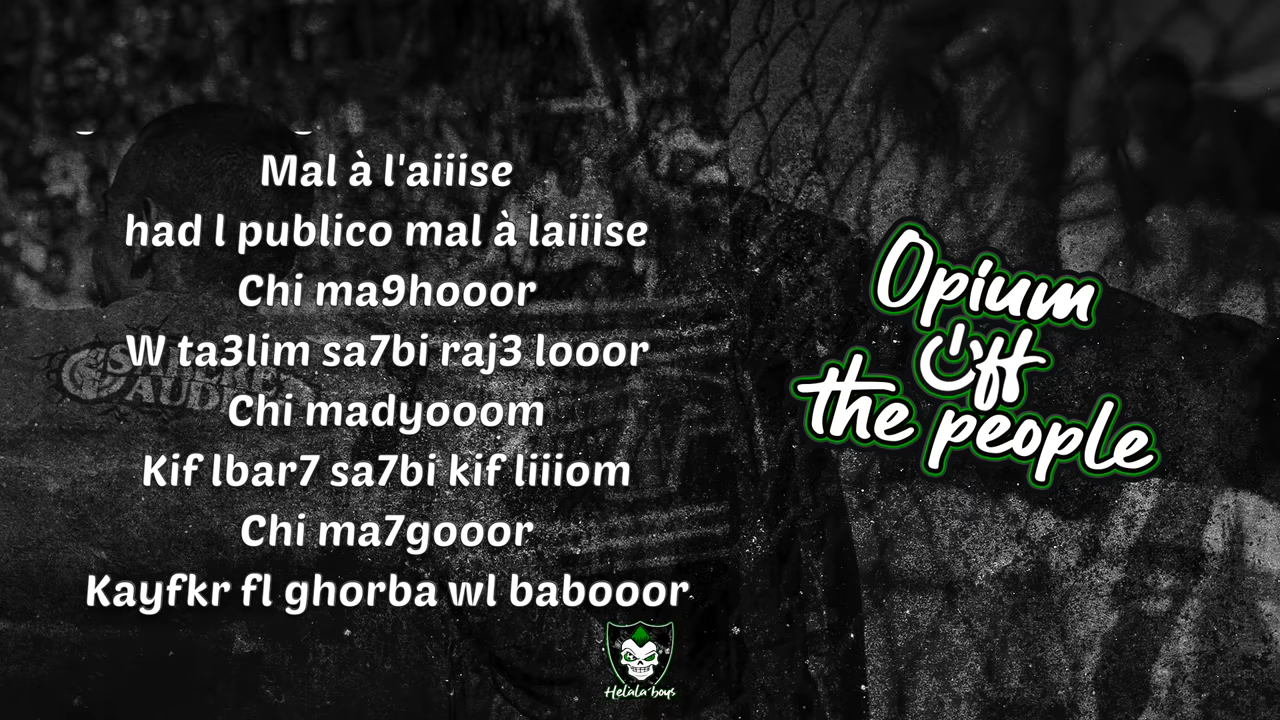 Mal à l'aiiise
had l publico mal à laiiise
Chi ma9hooor
W ta3lim sa7bi raj3 looor
Chi madyooom
Kif lbar7 sa7bi kif liiiom
Chi ma7gooor
Kayfkr fl ghorba wl babooor
Opium
Off
the people
Helala boys